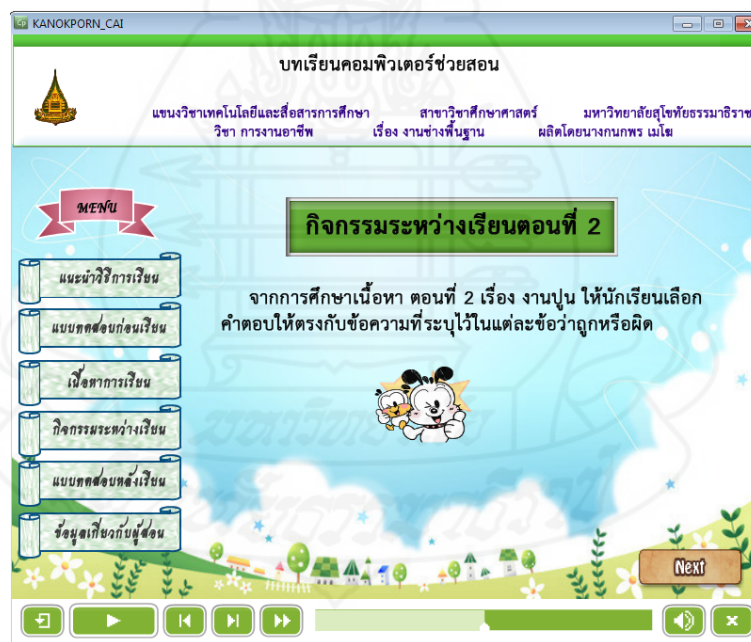 KANOKPORN_CAI
บทเรียนคอมพิวเตอร์ช่วยสอน
แขนงวิชาเทคโนโลยีและสื่อสารการศึกษา สาขาวิชาศึกษาศาสตร์ มหาวิทยาลัยสุโขทัยธรรมาธิราช
วิชา การงานอาชีพ เรื่อง งานช่างพื้นฐาน ผลิตโดยนางกนกพร เมโฆ
MENU
กิจกรรมระหว่างเรียนตอนที่ 2
แนะนำวิธีการเรียน
จากการศึกษาเนื้อหา ตอนที่ 2 เรื่อง งานปูน ให้นักเรียนเลือก
คำตอบให้ตรงกับข้อความที่ระบุไว้ในแต่ละข้อว่าถูกหรือผิด
แบบทดสอบก่อนเรียน
เนื้อหาการเรียน
กิจกรรมระหว่างเรียน
แบบทดสอบหลังเรียน
ข้อมูลเกี่ยวกับผู้สอน
Next